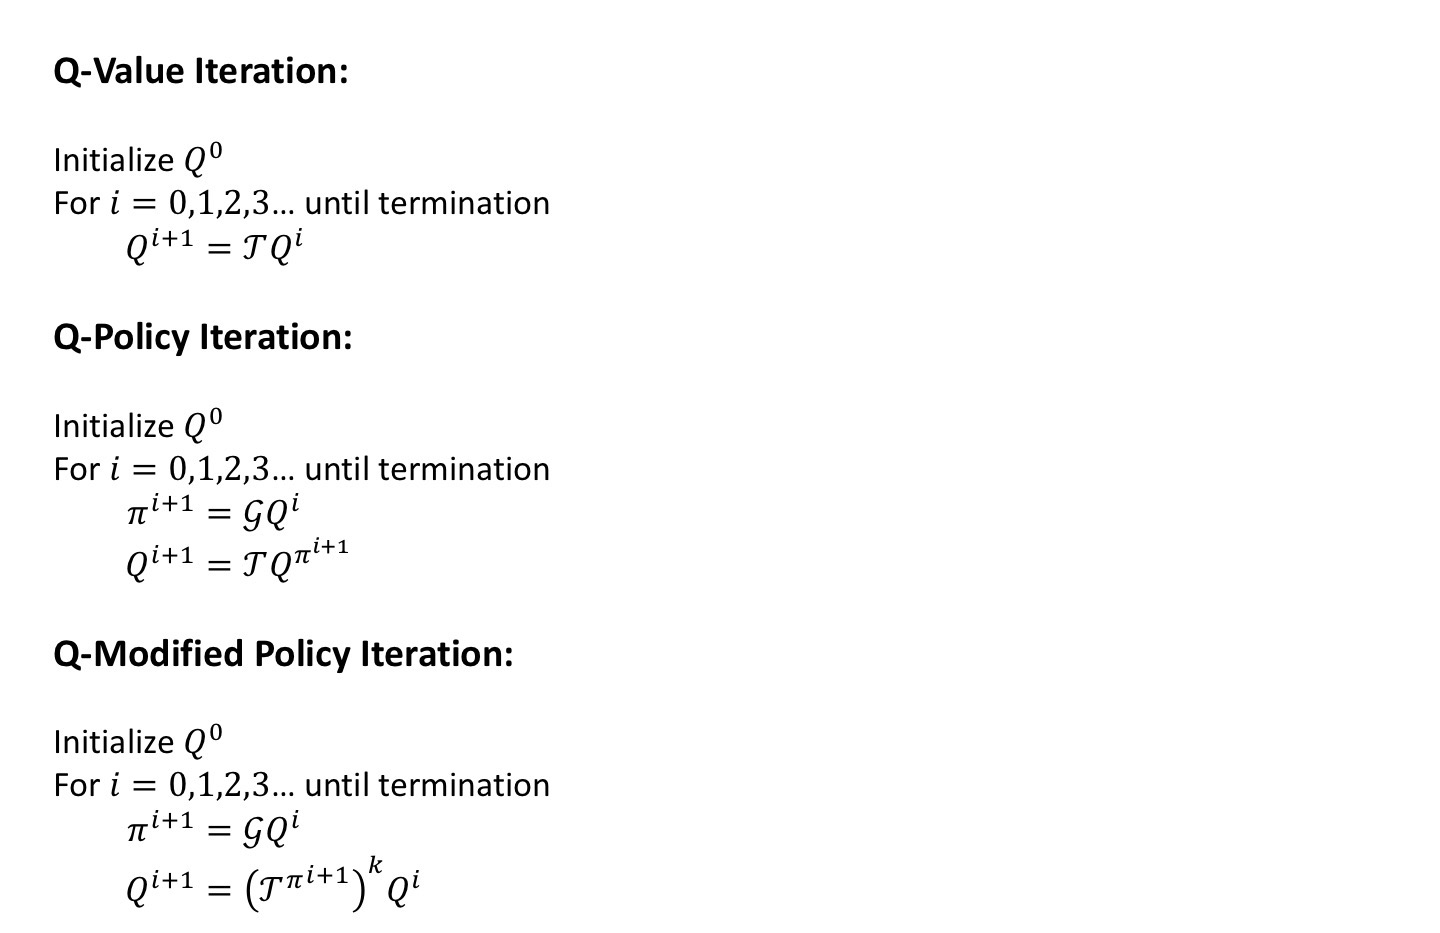 Q-Value Iteration:
Initialize $Q^0$
For $i = 0,1,2,3...$ until termination
$Q^{i+1} = \mathcal{T}Q^i$
Q-Policy Iteration:
Initialize $Q^0$
For $i = 0,1,2,3...$ until termination
$\pi^{i+1} = \mathcal{G}Q^i$
$Q^{i+1} = \mathcal{T}Q^{\pi^{i+1}}$
Q-Modified Policy Iteration:
Initialize $Q^0$
For $i = 0,1,2,3...$ until termination
$\pi^{i+1} = \mathcal{G}Q^i$
$Q^{i+1} = \left(\mathcal{T}^{\pi^{i+1}}\right)^k Q^i$